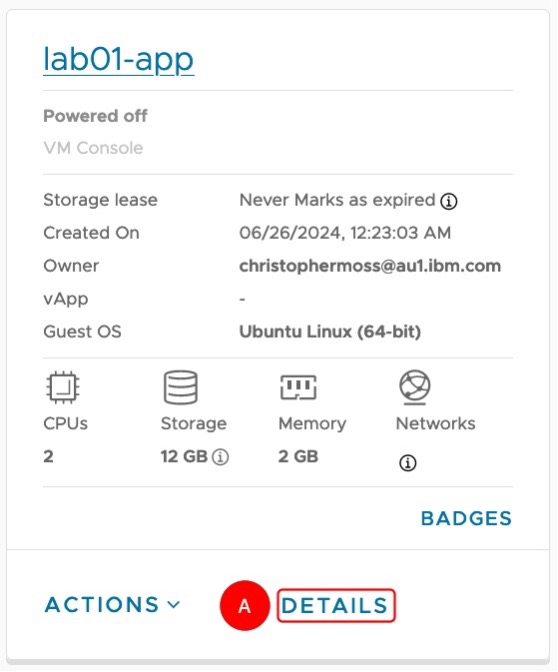 lab01-app
Powered off
VM Console
Storage lease Never Marks as expired
Created On 06/26/2024, 12:23:03 AM
Owner christophermoss@au1.ibm.com
vApp -
Guest OS Ubuntu Linux (64-bit)
CPUs Storage Memory Networks
2 12 GB 2 GB
BADGES
ACTIONS A DETAILS